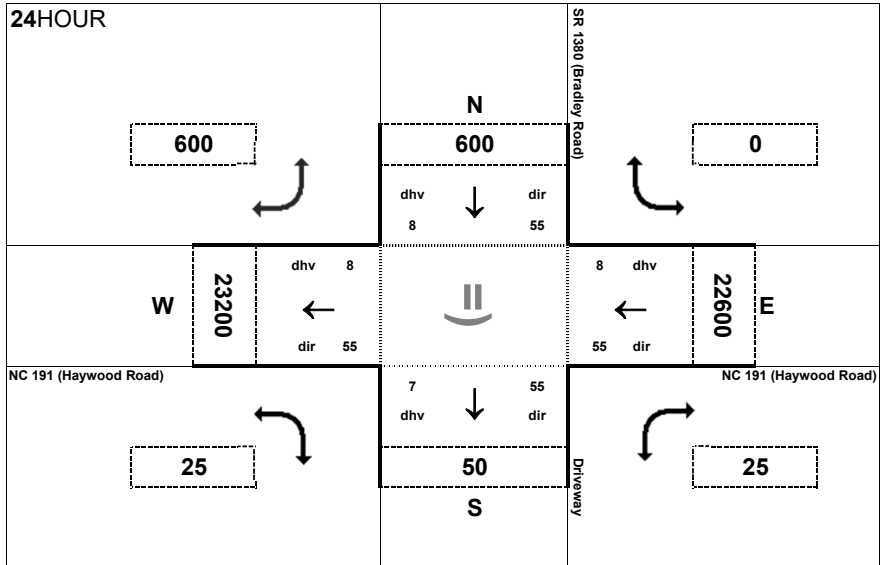 24HOUR
SR 1380 (Bradley Road)
N
600
600
0
dhv
dir
8
55
dhv 8
8 dhv
W
23200
22600
E
dir 55
55 dir
NC 191 (Haywood Road)
NC 191 (Haywood Road)
7
55
dhv
dir
25
50
25
Driveway
S